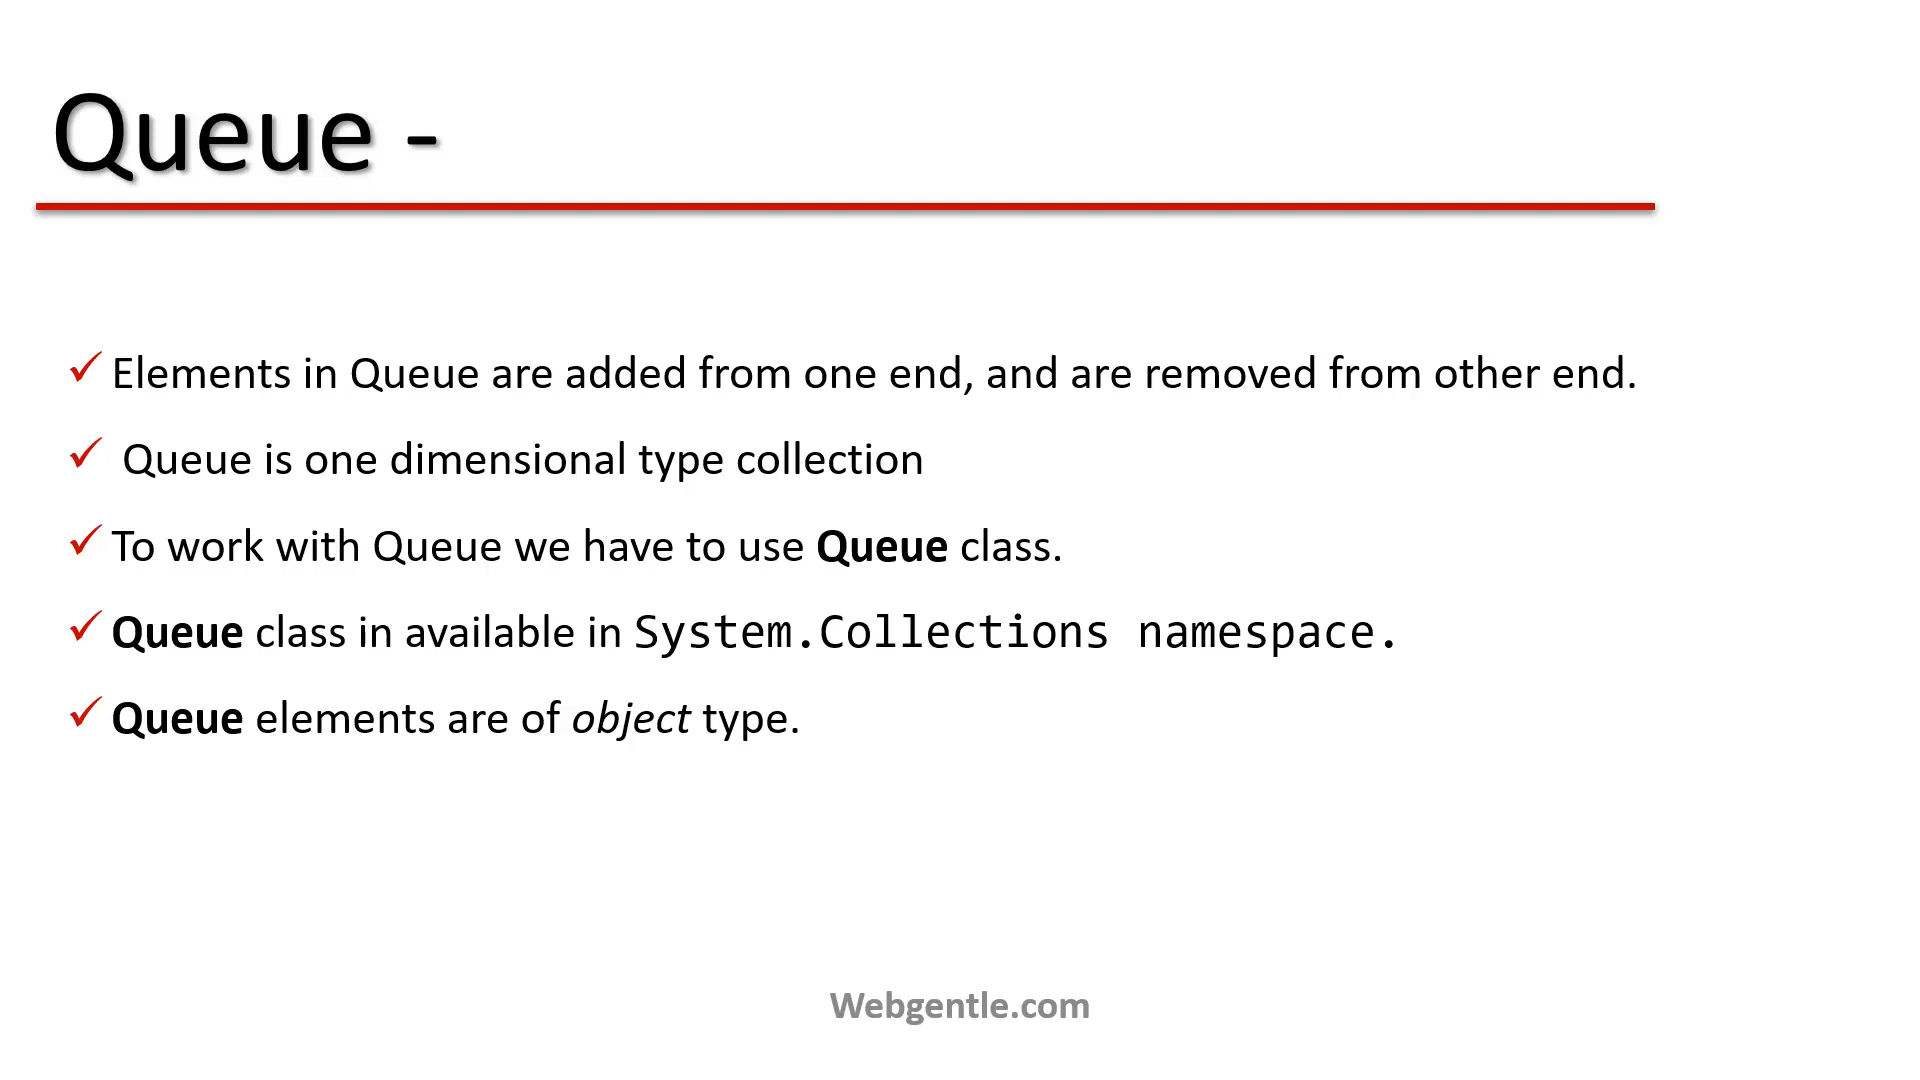 Queue -
✓ Elements in Queue are added from one end, and are removed from other end.
✓ Queue is one dimensional type collection
✓ To work with Queue we have to use Queue class.
✓ Queue class in available in System.Collections namespace.
✓ Queue elements are of object type.
Webgentle.com